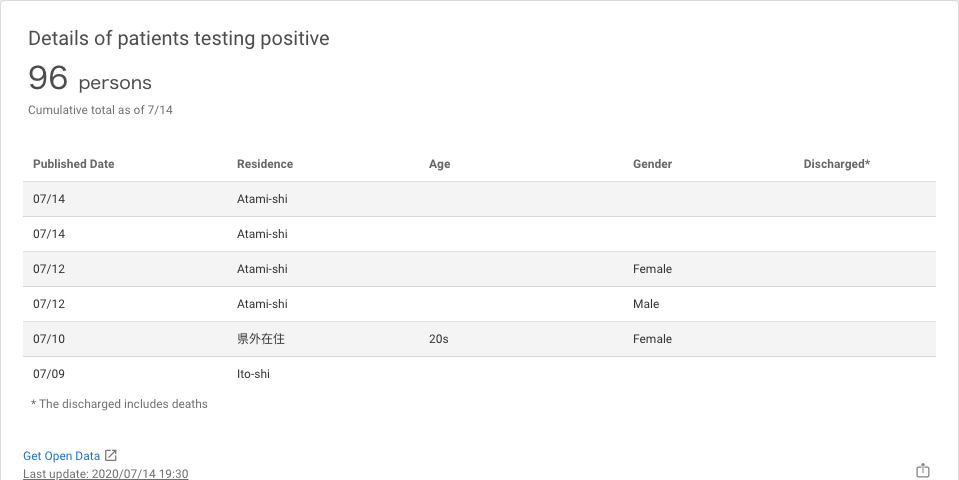 Details of patients testing positive
96 persons
Cumulative total as of 7/14
Published Date Residence Age Gender Discharged*
07/14 Atami-shi
07/14 Atami-shi
07/12 Atami-shi Female
07/12 Atami-shi Male
07/10 県外在住 20s Female
07/09 Ito-shi
* The discharged includes deaths
Get Open Data
Last update: 2020/07/14 19:30